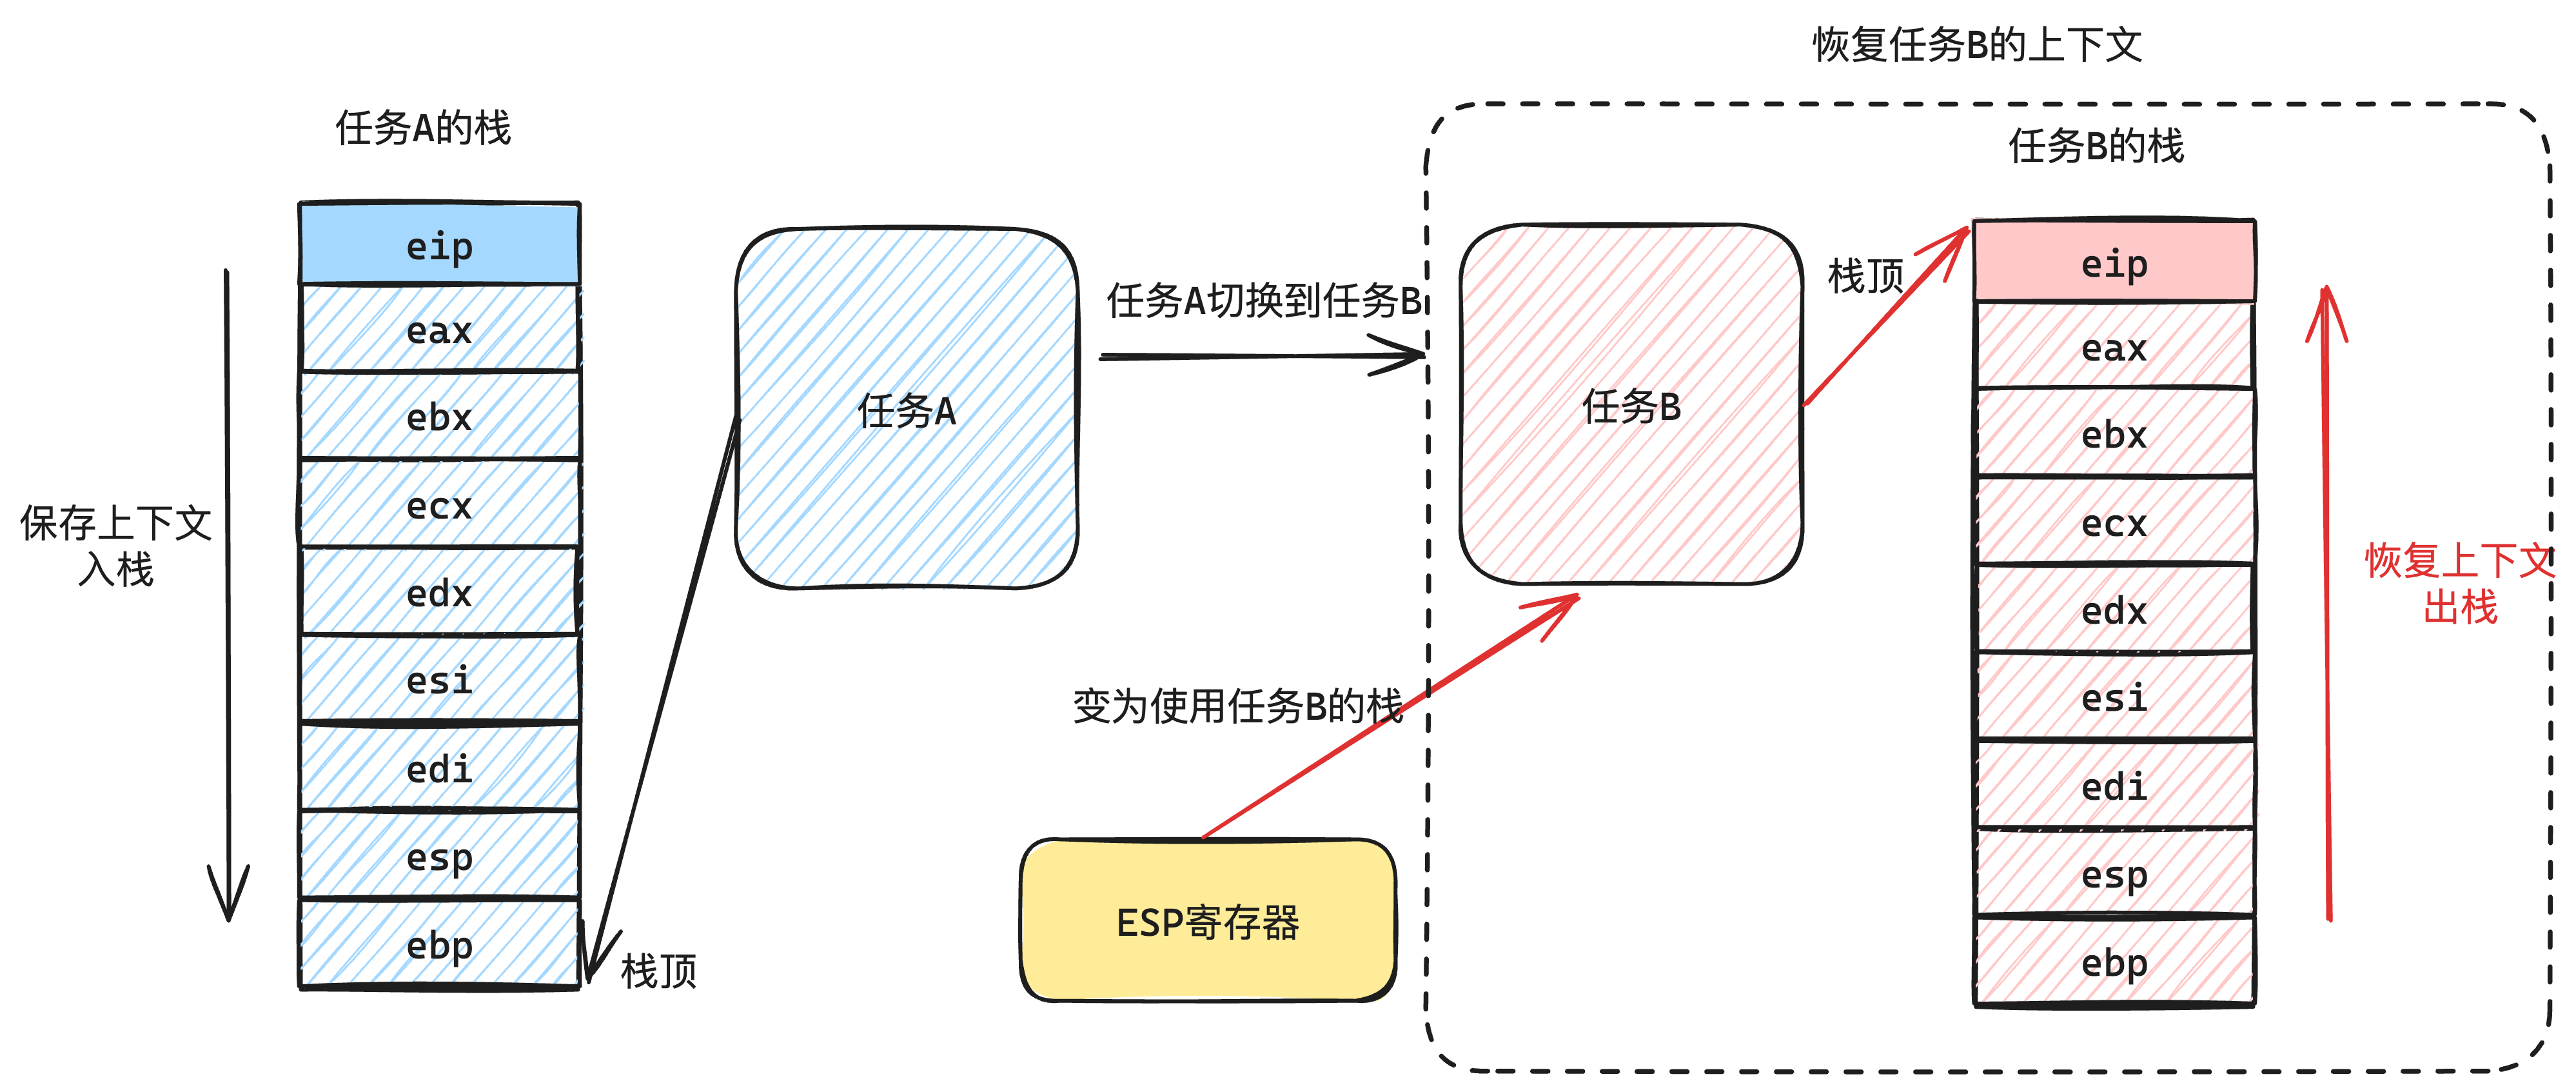 恢复任务B的上下文
任务A的栈
任务B的栈
eip
eax
ebx
ecx
edx
esi
edi
esp
ebp
保存上下文
入栈
栈顶
任务A
任务A切换到任务B
任务B
栈顶
变为使用任务B的栈
ESP寄存器
eip
eax
ebx
ecx
edx
esi
edi
esp
ebp
恢复上下文
出栈